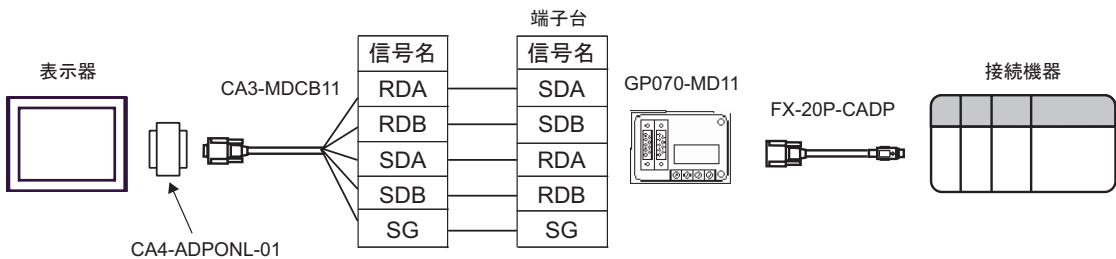 表示器
CA4-ADPONL-01
CA3-MDCB11
信号名
RDA
RDB
SDA
SDB
SG
端子台
信号名
SDA
SDB
RDA
RDB
SG
GP070-MD11
FX-20P-CADP
接続機器